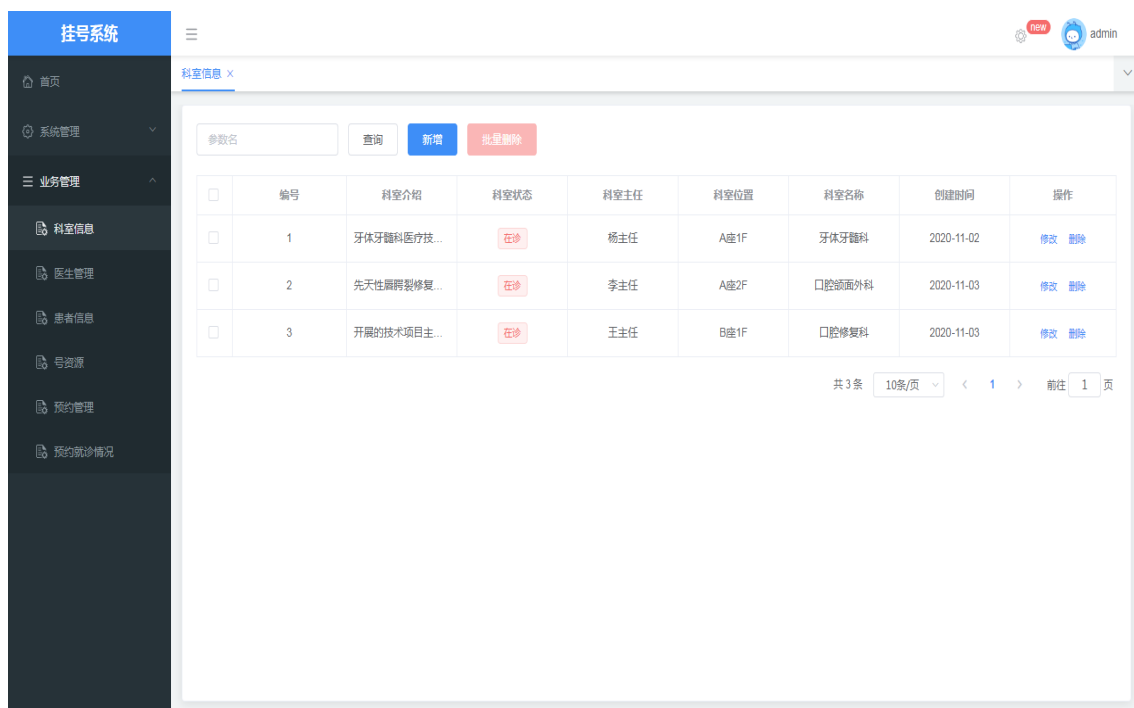 挂号系统
new
admin
首页
科室信息 ×
系统管理
业务管理
科室信息
医生管理
患者信息
号资源
预约管理
预约就诊情况
参数名 查询 新增 批量删除
编号 科室介绍 科室状态 科室主任 科室位置 科室名称 创建时间 操作
1 牙体牙髓科医疗技... 在诊 杨主任 A座1F 牙体牙髓科 2020-11-02 修改 删除
2 先天性唇腭裂修复... 在诊 李主任 A座2F 口腔颌面外科 2020-11-03 修改 删除
3 开展的技术项目主... 在诊 王主任 B座1F 口腔修复科 2020-11-03 修改 删除
共 3 条 10条/页 < 1 > 前往 1 页